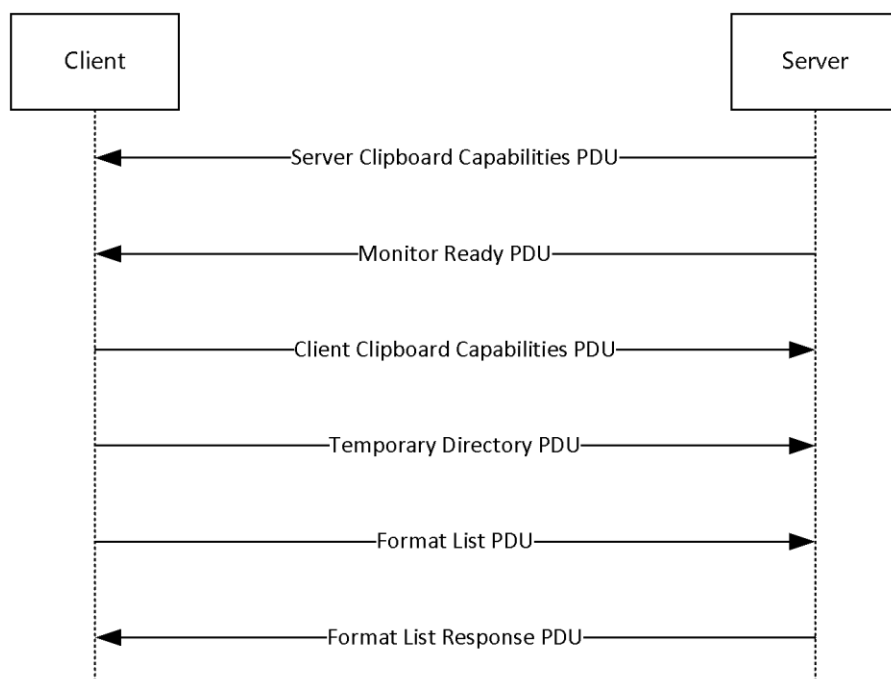 Client
Server
Server Clipboard Capabilities PDU
Monitor Ready PDU
Client Clipboard Capabilities PDU
Temporary Directory PDU
Format List PDU
Format List Response PDU